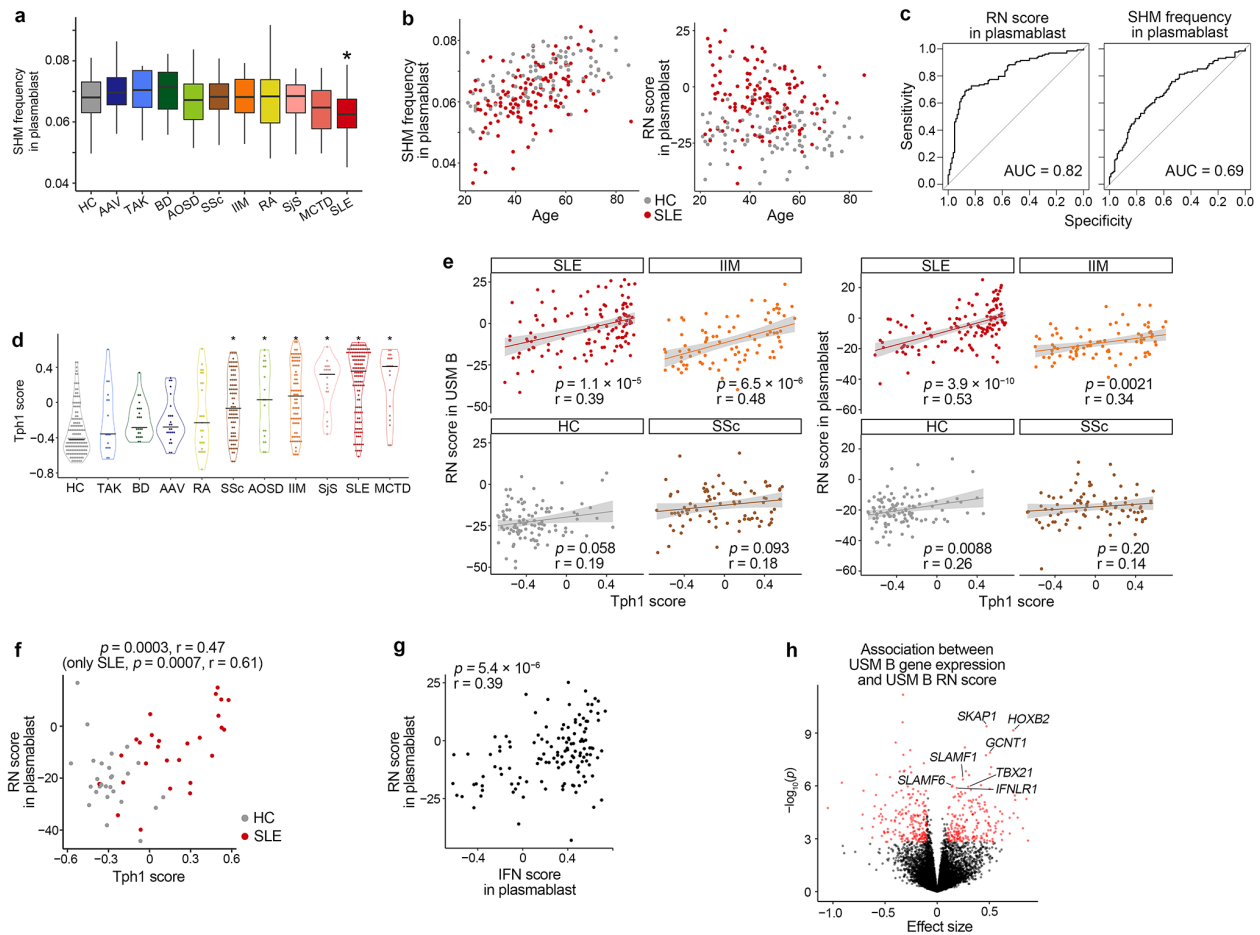 a
SHM frequency
in plasmablast
0.08
0.06
0.04
HC
AAV
TAK
BD
AOSD
SSc
IIM
RA
SjS
MCTD
SLE
*
b
SHM frequency
in plasmablast
0.08
0.06
0.04
20
40
60
80
Age
RN score
in plasmablast
25
0
−25
20
40
60
80
Age
HC
SLE
c
RN score
in plasmablast
SHM frequency
in plasmablast
Sensitivity
1.0
0.8
0.6
0.4
0.2
0.0
AUC = 0.82
AUC = 0.69
1.0 0.8 0.6 0.4 0.2 0.0
1.0 0.8 0.6 0.4 0.2 0.0
Specificity
d
Tph1 score
0.4
0
−0.4
−0.8
* * * * * *
HC TAK BD AAV RA SSc AOSD IIM SjS SLE MCTD
e
RN score in USM B
SLE
IIM
25
0
−25
−50
p = 1.1 × 10−5
r = 0.39
p = 6.5 × 10−6
r = 0.48
HC
SSc
25
0
−25
−50
p = 0.058
r = 0.19
p = 0.093
r = 0.18
−0.4 0 0.4
−0.4 0 0.4
Tph1 score
RN score in plasmablast
SLE
IIM
20
0
−20
−40
−60
p = 3.9 × 10−10
r = 0.53
p = 0.0021
r = 0.34
HC
SSc
20
0
−20
−40
−60
p = 0.0088
r = 0.26
p = 0.20
r = 0.14
−0.4 0 0.4
−0.4 0 0.4
Tph1 score
f
p = 0.0003, r = 0.47
(only SLE, p = 0.0007, r = 0.61)
RN score
in plasmablast
0
−20
−40
HC
SLE
−0.6 −0.3 0 0.3 0.6
Tph1 score
g
p = 5.4 × 10−6
r = 0.39
RN score
in plasmablast
25
0
−25
−0.4 0 0.4
IFN score
in plasmablast
h
Association between
USM B gene expression
and USM B RN score
−log10(p)
9
6
3
0
SKAP1
HOXB2
GCNT1
SLAMF1
TBX21
SLAMF6
IFNLR1
−1.0 −0.5 0 0.5
Effect size